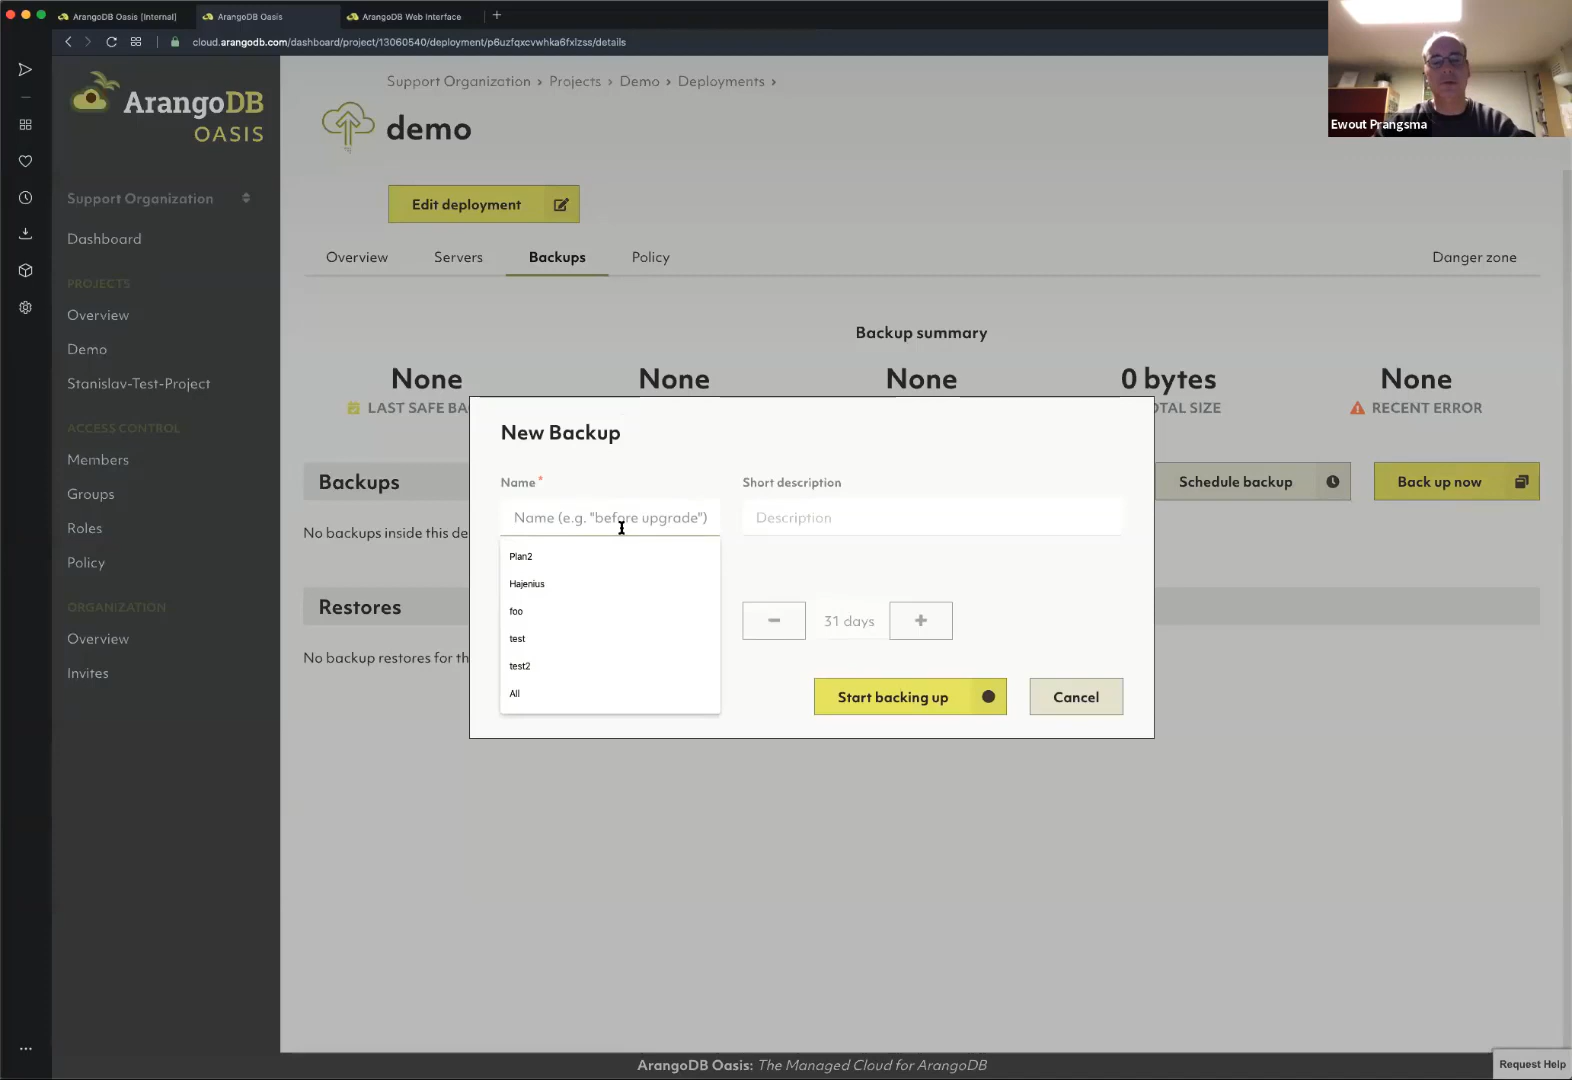 ArangoDB Oasis [Internal]
ArangoDB Oasis
ArangoDB Web Interface
cloud.arangodb.com/dashboard/project/13060540/deployment/p6uzfqxcvwhka6fxlzss/details
Ewout Prangsma
ArangoDB
OASIS
Support Organization
Dashboard
PROJECTS
Overview
Demo
Stanislav-Test-Project
ACCESS CONTROL
Members
Groups
Roles
Policy
ORGANIZATION
Overview
Invites
Support Organization › Projects › Demo › Deployments ›
demo
Edit deployment
Overview
Servers
Backups
Policy
Danger zone
Backup summary
None
None
None
0 bytes
None
LAST SAFE BA
OTAL SIZE
RECENT ERROR
Backups
Schedule backup
Back up now
No backups inside this de
Restores
No backup restores for th
New Backup
Name *
Short description
Name (e.g. "before upgrade")
Description
Plan2
Hajenius
foo
test
test2
All
31 days
Start backing up
Cancel
ArangoDB Oasis: The Managed Cloud for ArangoDB
Request Help